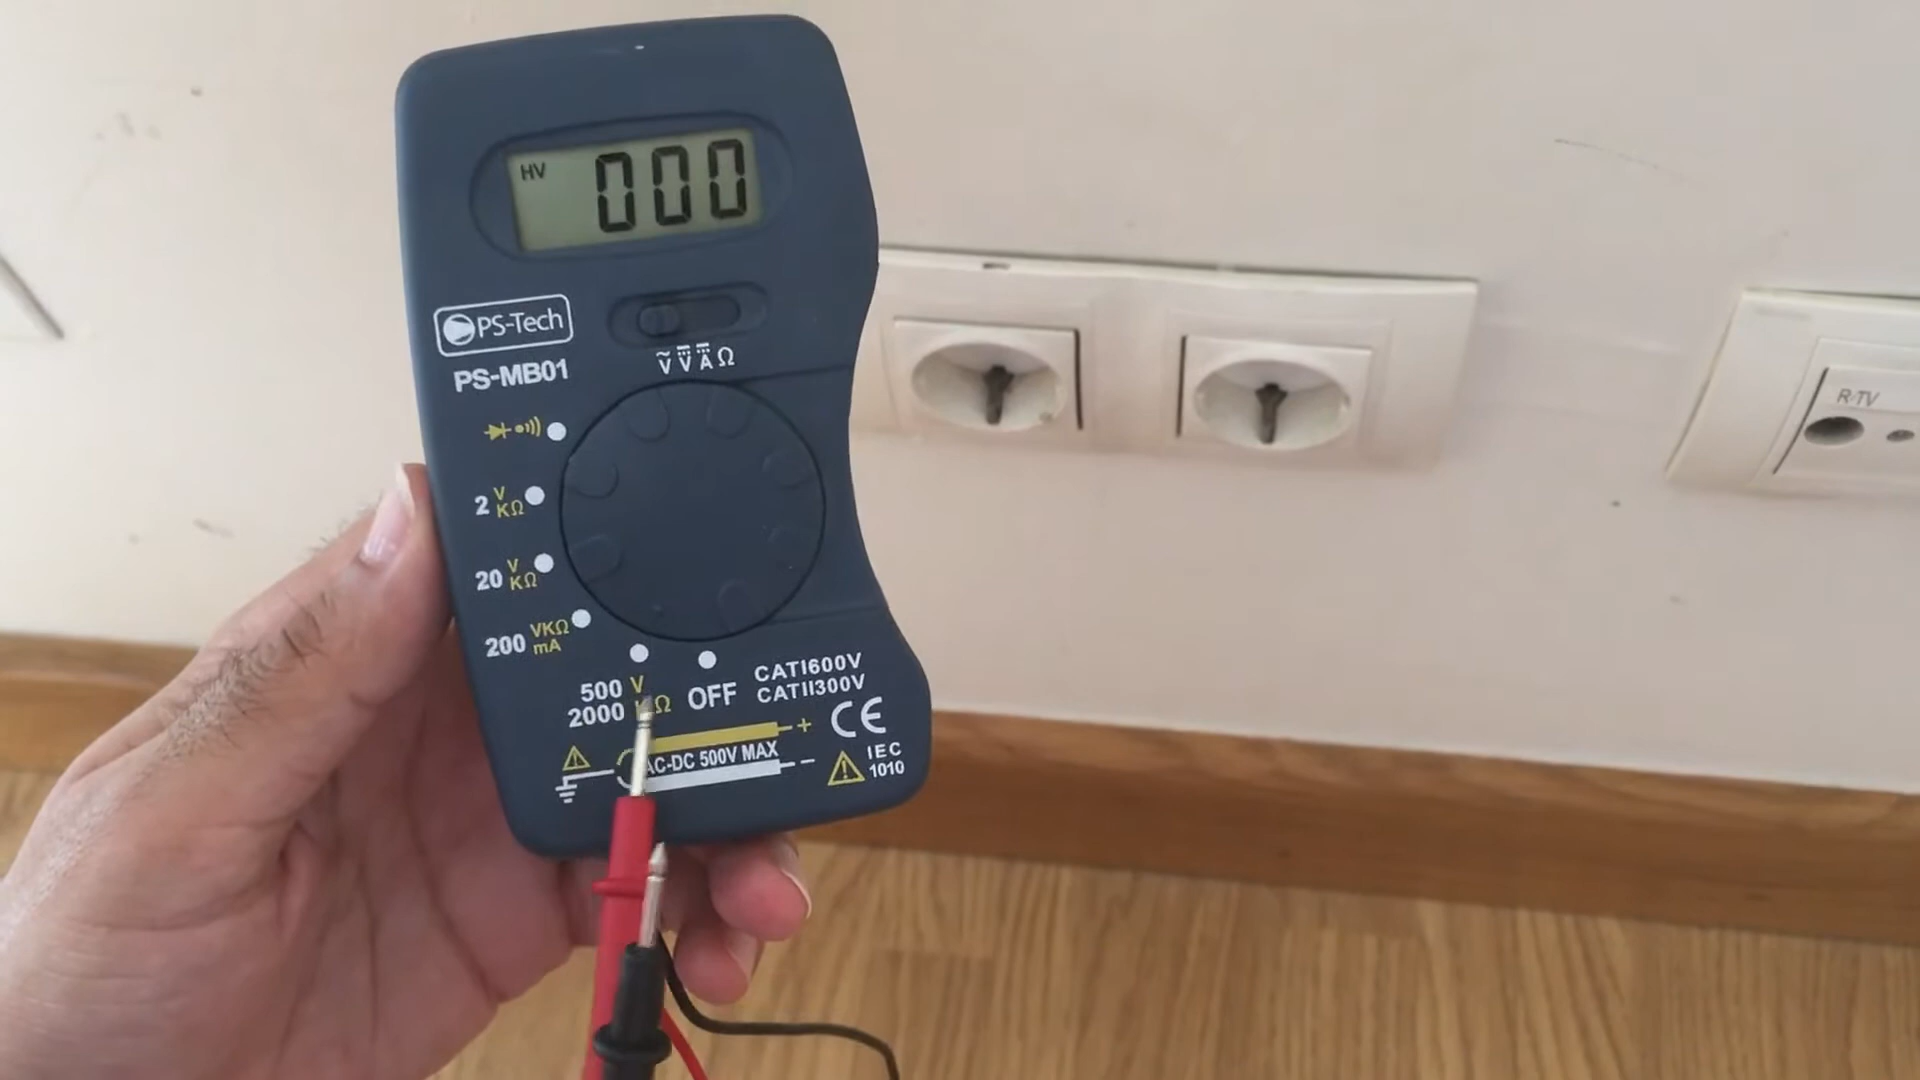 HV 000
PS-Tech
PS-MB01
V V A Ω
2 V KΩ
20 V KΩ
200 VKΩ mA
500 V
2000 Ω
OFF
CATI600V
CATII300V
+
AC-DC 500V MAX
-
CE
IEC
1010
R/TV